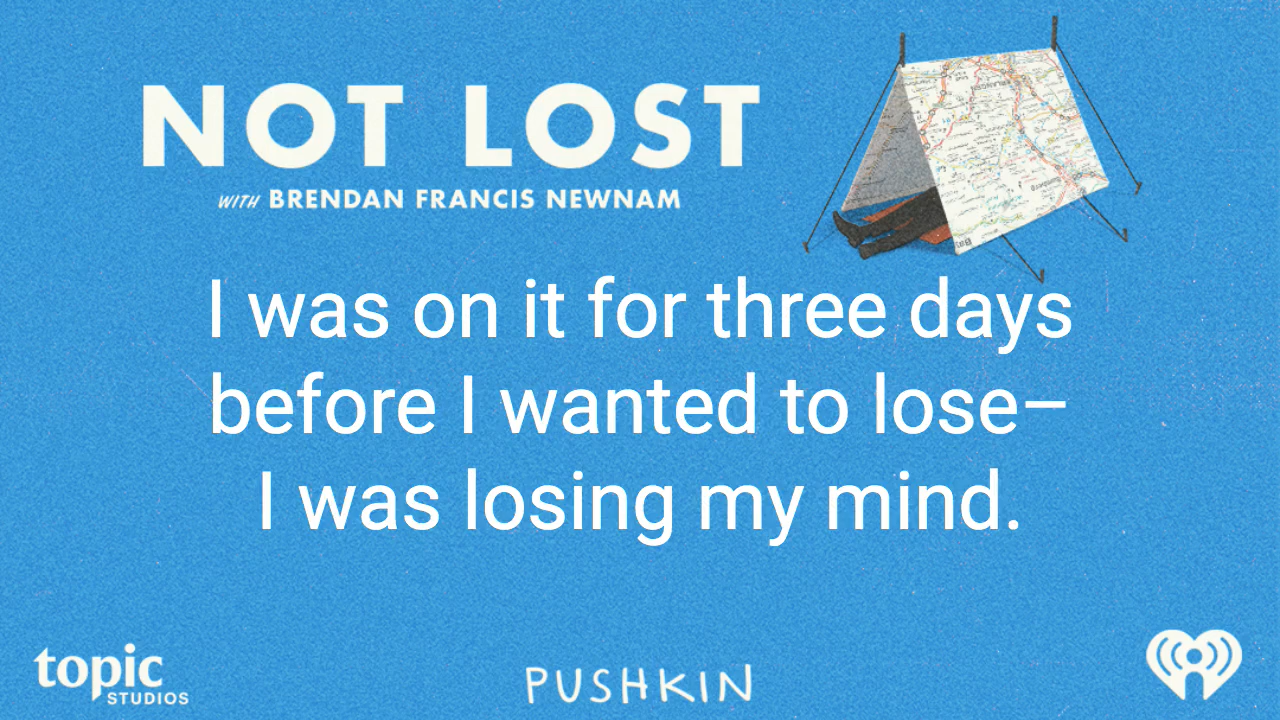 NOT LOST
WITH BRENDAN FRANCIS NEWNAM
I was on it for three days
before I wanted to lose–
I was losing my mind.
topic
STUDIOS
PUSHKIN